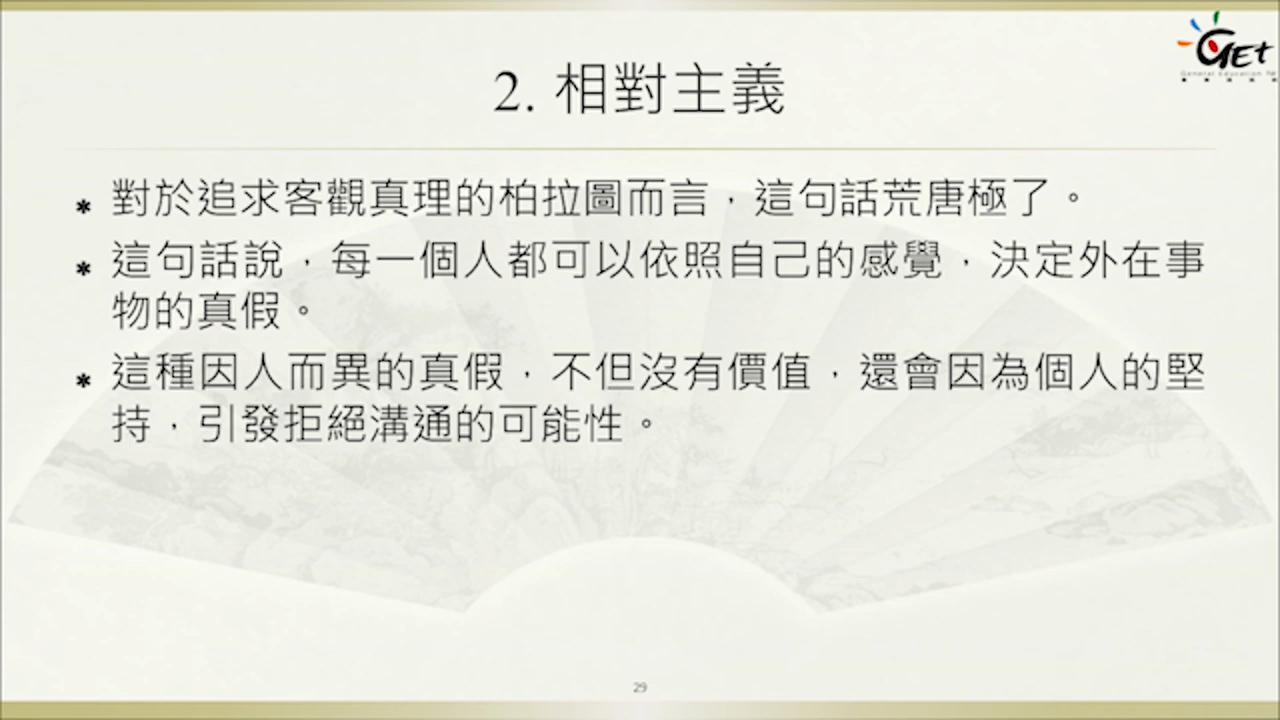 GEt
2. 相對主義
對於追求客觀真理的柏拉圖而言，這句話荒唐極了。
這句話說，每一個人都可以依照自己的感覺，決定外在事
物的真假。
這種因人而異的真假，不但沒有價值，還會因為個人的堅
持，引發拒絕溝通的可能性。
29